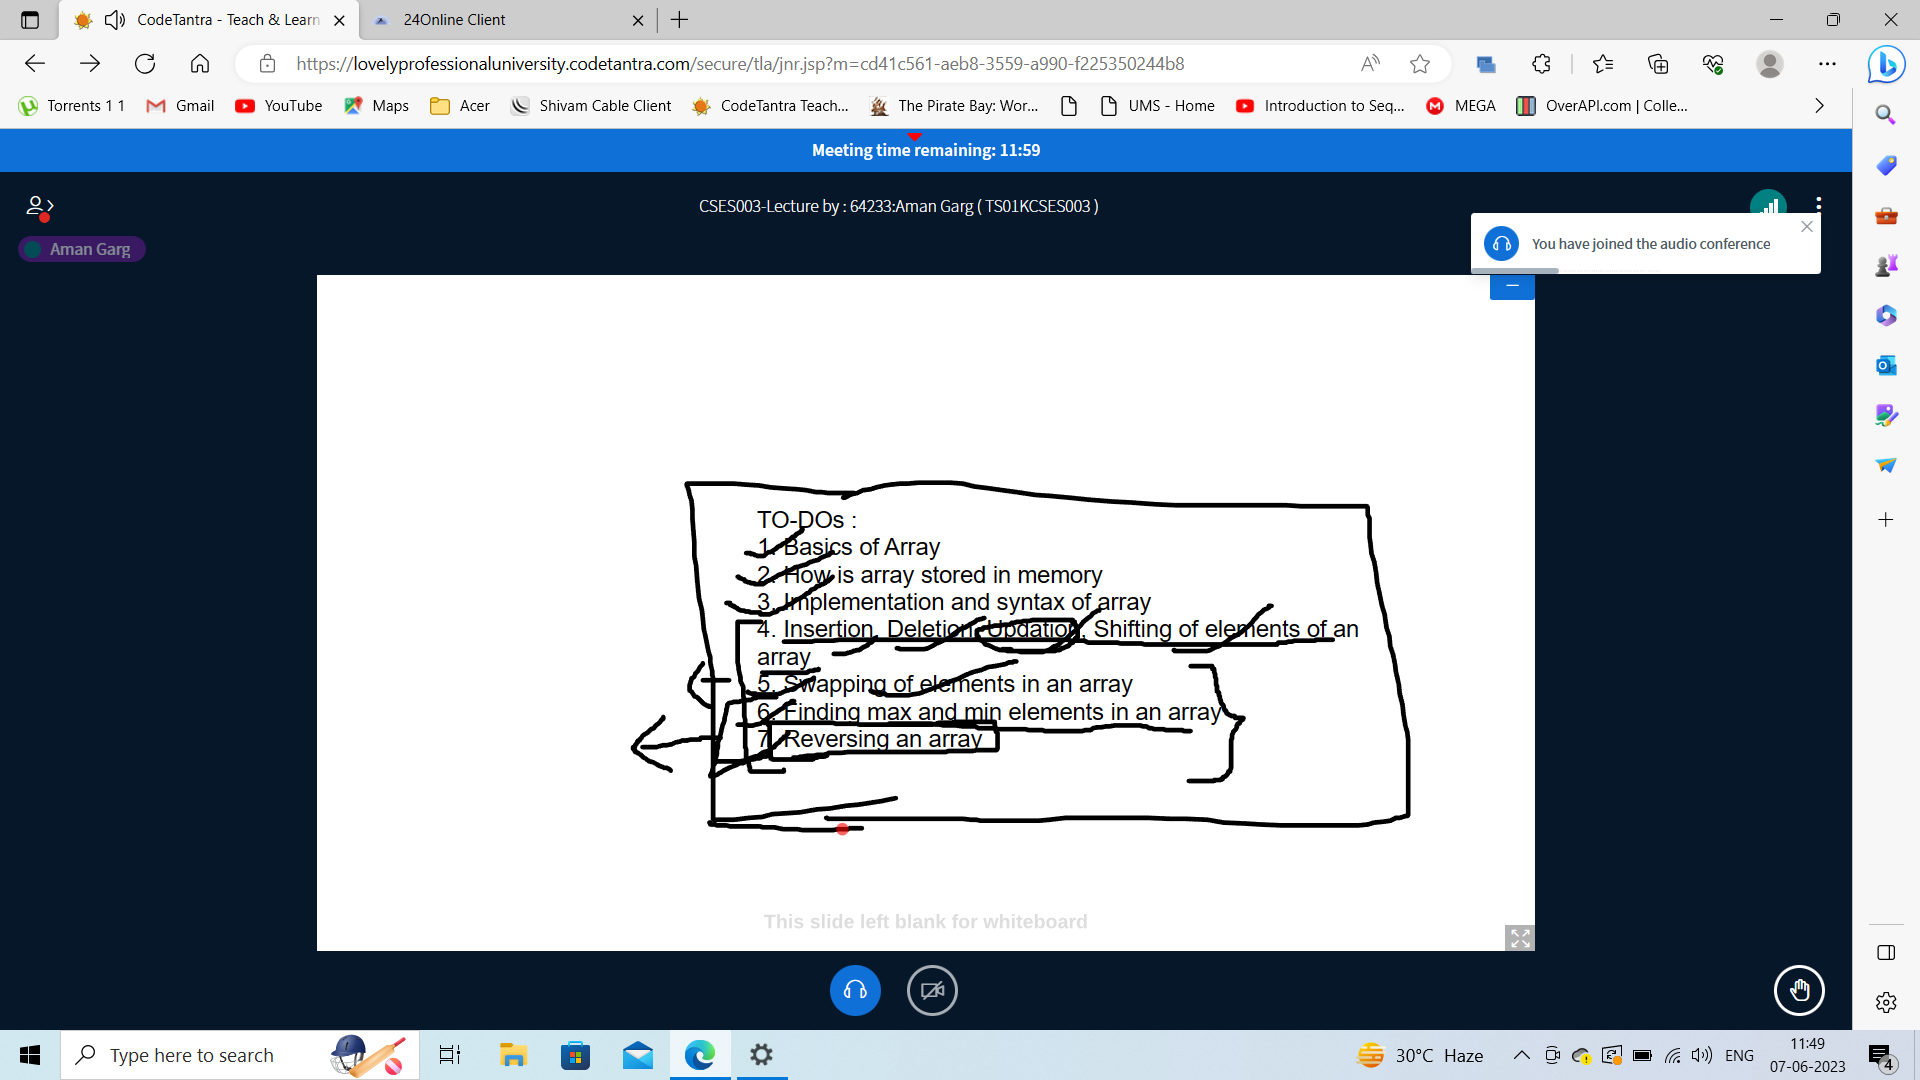 CodeTantra - Teach & Learn
24Online Client
https://lovelyprofessionaluniversity.codetantra.com/secure/tla/jnr.jsp?m=cd41c561-aeb8-3559-a990-f225350244b8
Torrents 1 1 Gmail YouTube Maps Acer Shivam Cable Client CodeTantra Teach... The Pirate Bay: Wor... UMS - Home Introduction to Seq... MEGA OverAPI.com | Colle...
Meeting time remaining: 11:59
CSES003-Lecture by : 64233:Aman Garg ( TS01KCSES003 )
You have joined the audio conference
Aman Garg
TO-DOs :
1. Basics of Array
2. How is array stored in memory
3. Implementation and syntax of array
4. Insertion, Deletion, Updation, Shifting of elements of an
array
5. Swapping of elements in an array
6. Finding max and min elements in an array
7. Reversing an array
This slide left blank for whiteboard
Type here to search
30°C Haze
ENG
11:49
07-06-2023
4